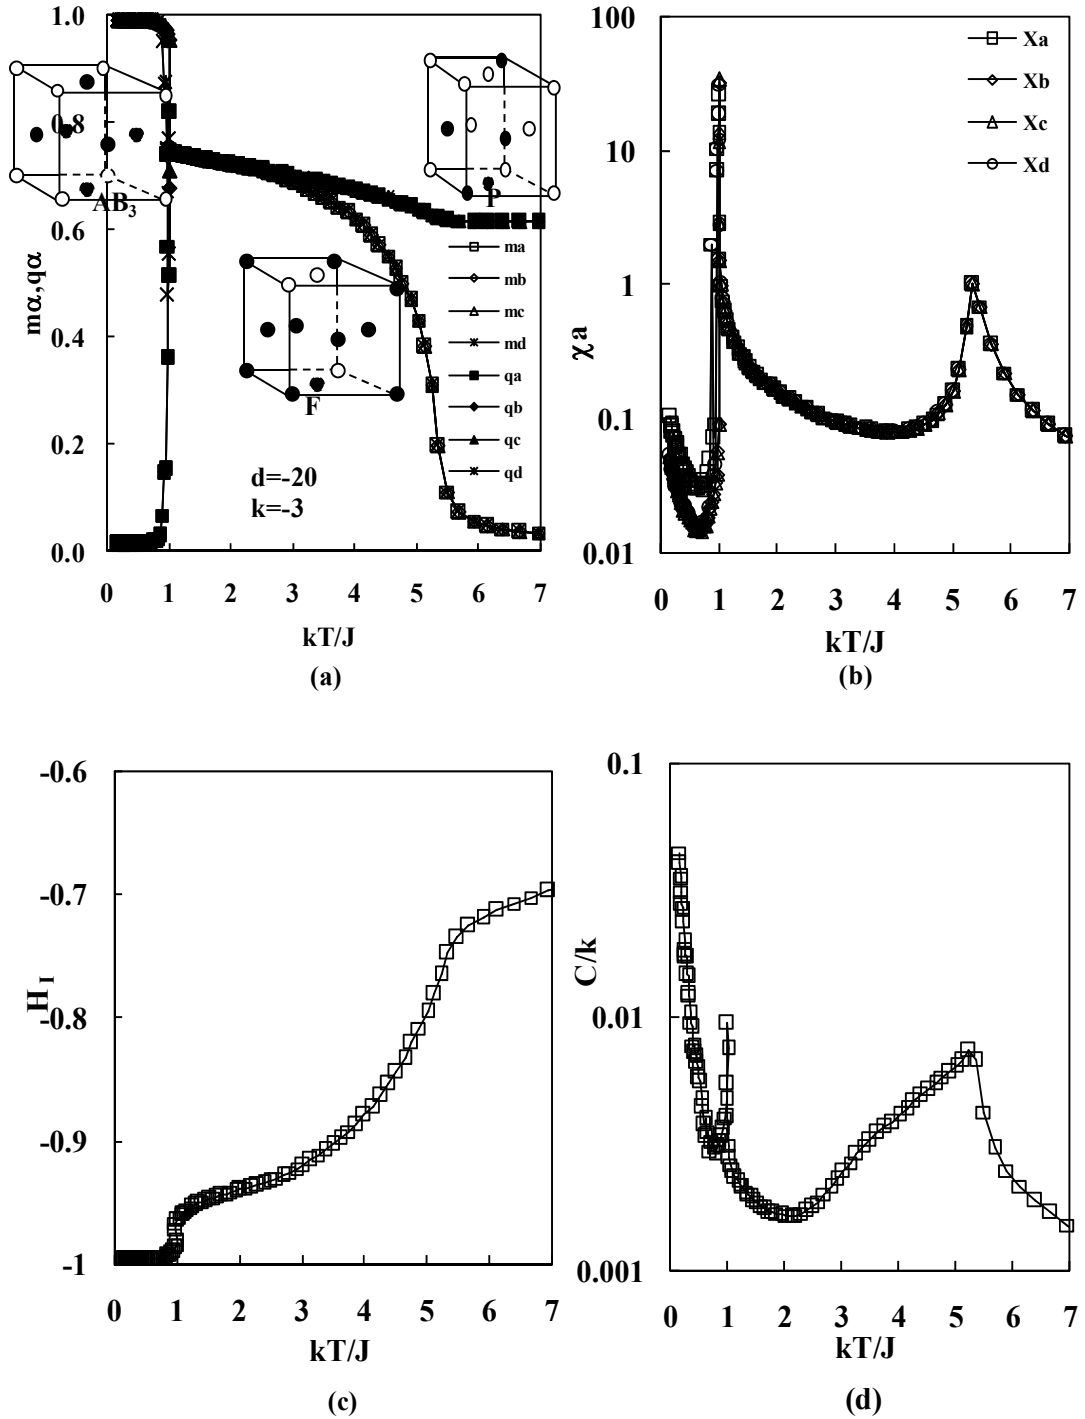 1.0
0.8
0.6
0.4
0.2
0.0
mα,qα
AB3
P
F
ma
mb
mc
md
qa
qb
qc
qd
d=-20
k=-3
0 1 2 3 4 5 6 7
kT/J
(a)
100
10
1
0.1
0.01
χa
Xa
Xb
Xc
Xd
0 1 2 3 4 5 6 7
kT/J
(b)
-0.6
-0.7
-0.8
-0.9
-1
H I
0 1 2 3 4 5 6 7
kT/J
(c)
0.1
0.01
0.001
C/k
0 1 2 3 4 5 6 7
kT/J
(d)